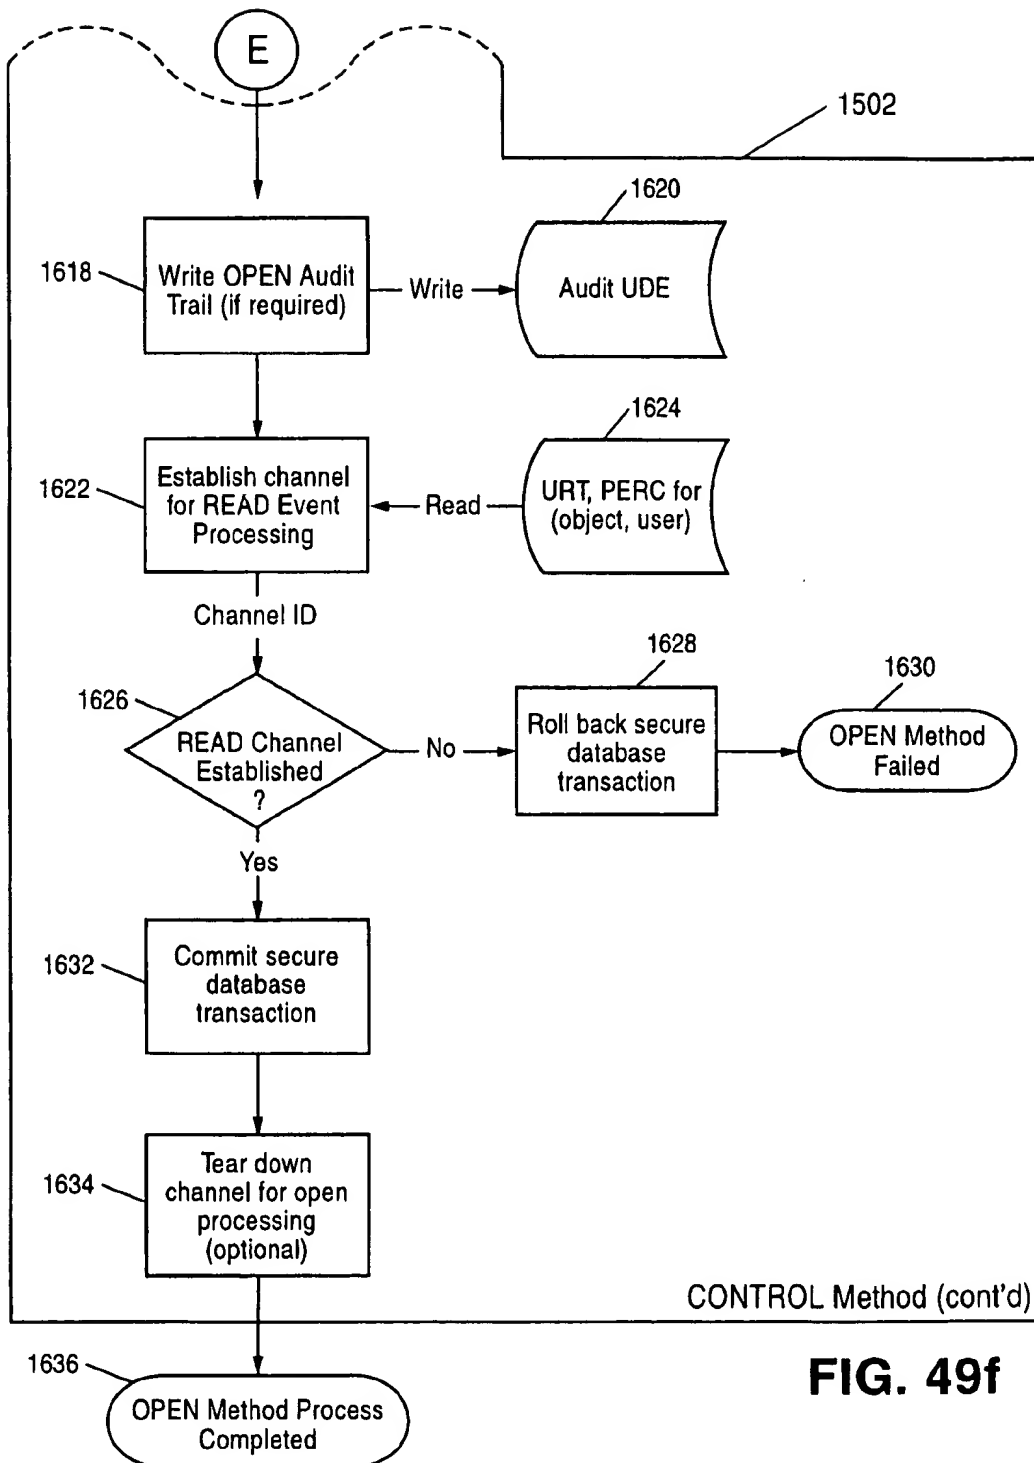 E
1502
1620
1618
Write OPEN Audit
Trail (if required)
Write
Audit UDE
1624
1622
Establish channel
for READ Event
Processing
Read
URT, PERC for
(object, user)
Channel ID
1628
1630
1626
READ Channel
Established
?
No
Roll back secure
database
transaction
OPEN Method
Failed
Yes
1632
Commit secure
database
transaction
1634
Tear down
channel for open
processing
(optional)
CONTROL Method (cont'd)
1636
OPEN Method Process
Completed
FIG. 49f